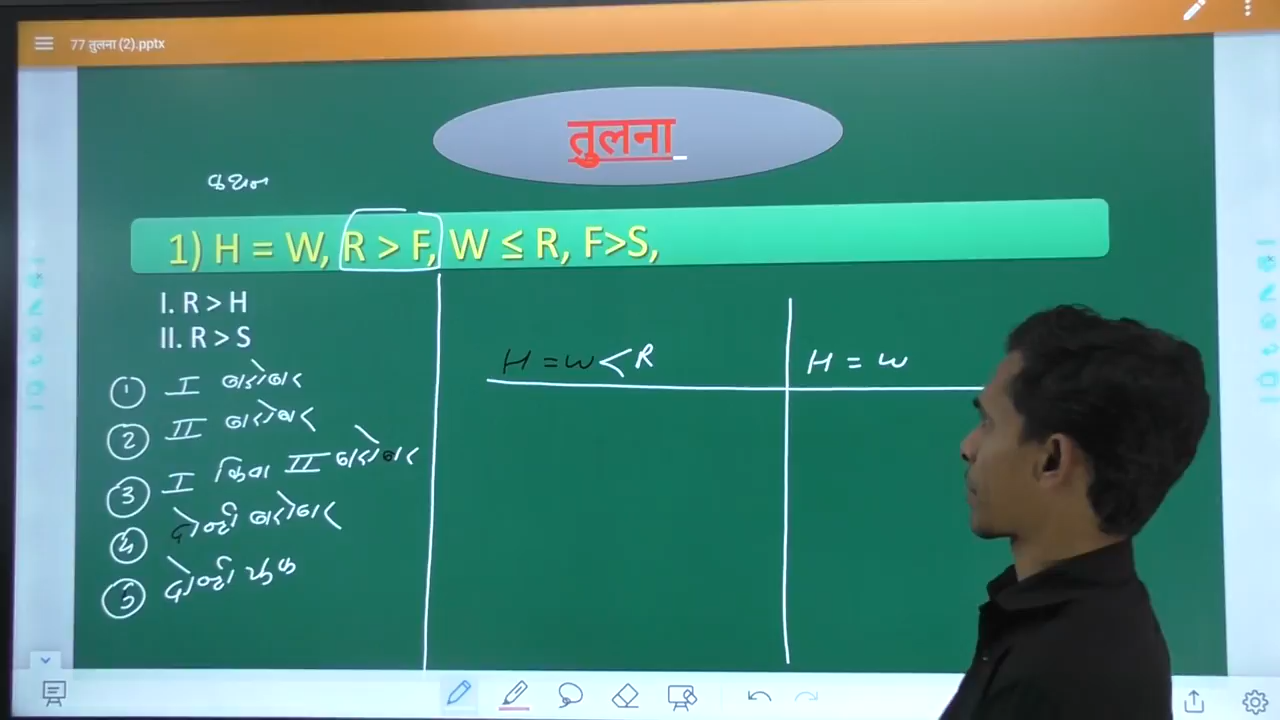 77 तुलना (2).pptx
तुलना
कथन
1) H = W, R > F, W ≤ R, F>S,
I. R > H
II. R > S
H = W < R
H = W
① I बरोबर
② II बरोबर
③ I किंवा II बरोबर
④ दोन्ही बरोबर
⑤ दोन्ही चूक